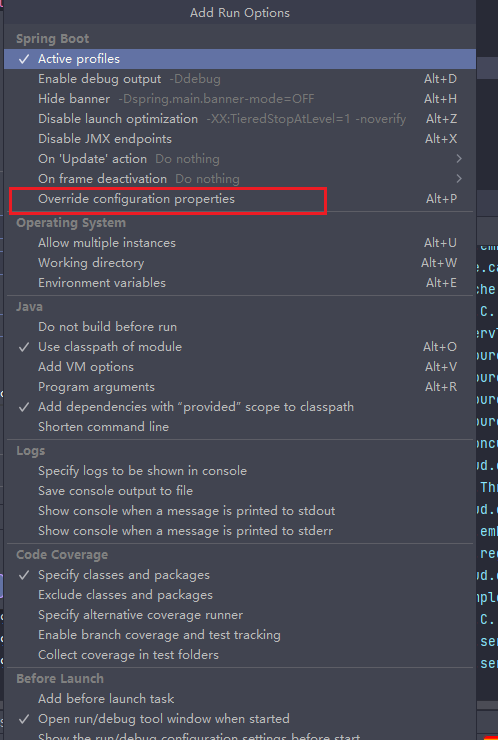 Add Run Options
Spring Boot
Active profiles
Enable debug output -Ddebug Alt+D
Hide banner -Dspring.main.banner-mode=OFF Alt+H
Disable launch optimization -XX:TieredStopAtLevel=1 -noverify Alt+Z
Disable JMX endpoints Alt+X
On 'Update' action Do nothing
On frame deactivation Do nothing
Override configuration properties Alt+P
Operating System
Allow multiple instances Alt+U
Working directory Alt+W
Environment variables Alt+E
Java
Do not build before run
Use classpath of module Alt+O
Add VM options Alt+V
Program arguments Alt+R
Add dependencies with “provided” scope to classpath
Shorten command line
Logs
Specify logs to be shown in console
Save console output to file
Show console when a message is printed to stdout
Show console when a message is printed to stderr
Code Coverage
Specify classes and packages
Exclude classes and packages
Specify alternative coverage runner
Enable branch coverage and test tracking
Collect coverage in test folders
Before Launch
Add before launch task
Open run/debug tool window when started
Show the run/debug configuration settings before start